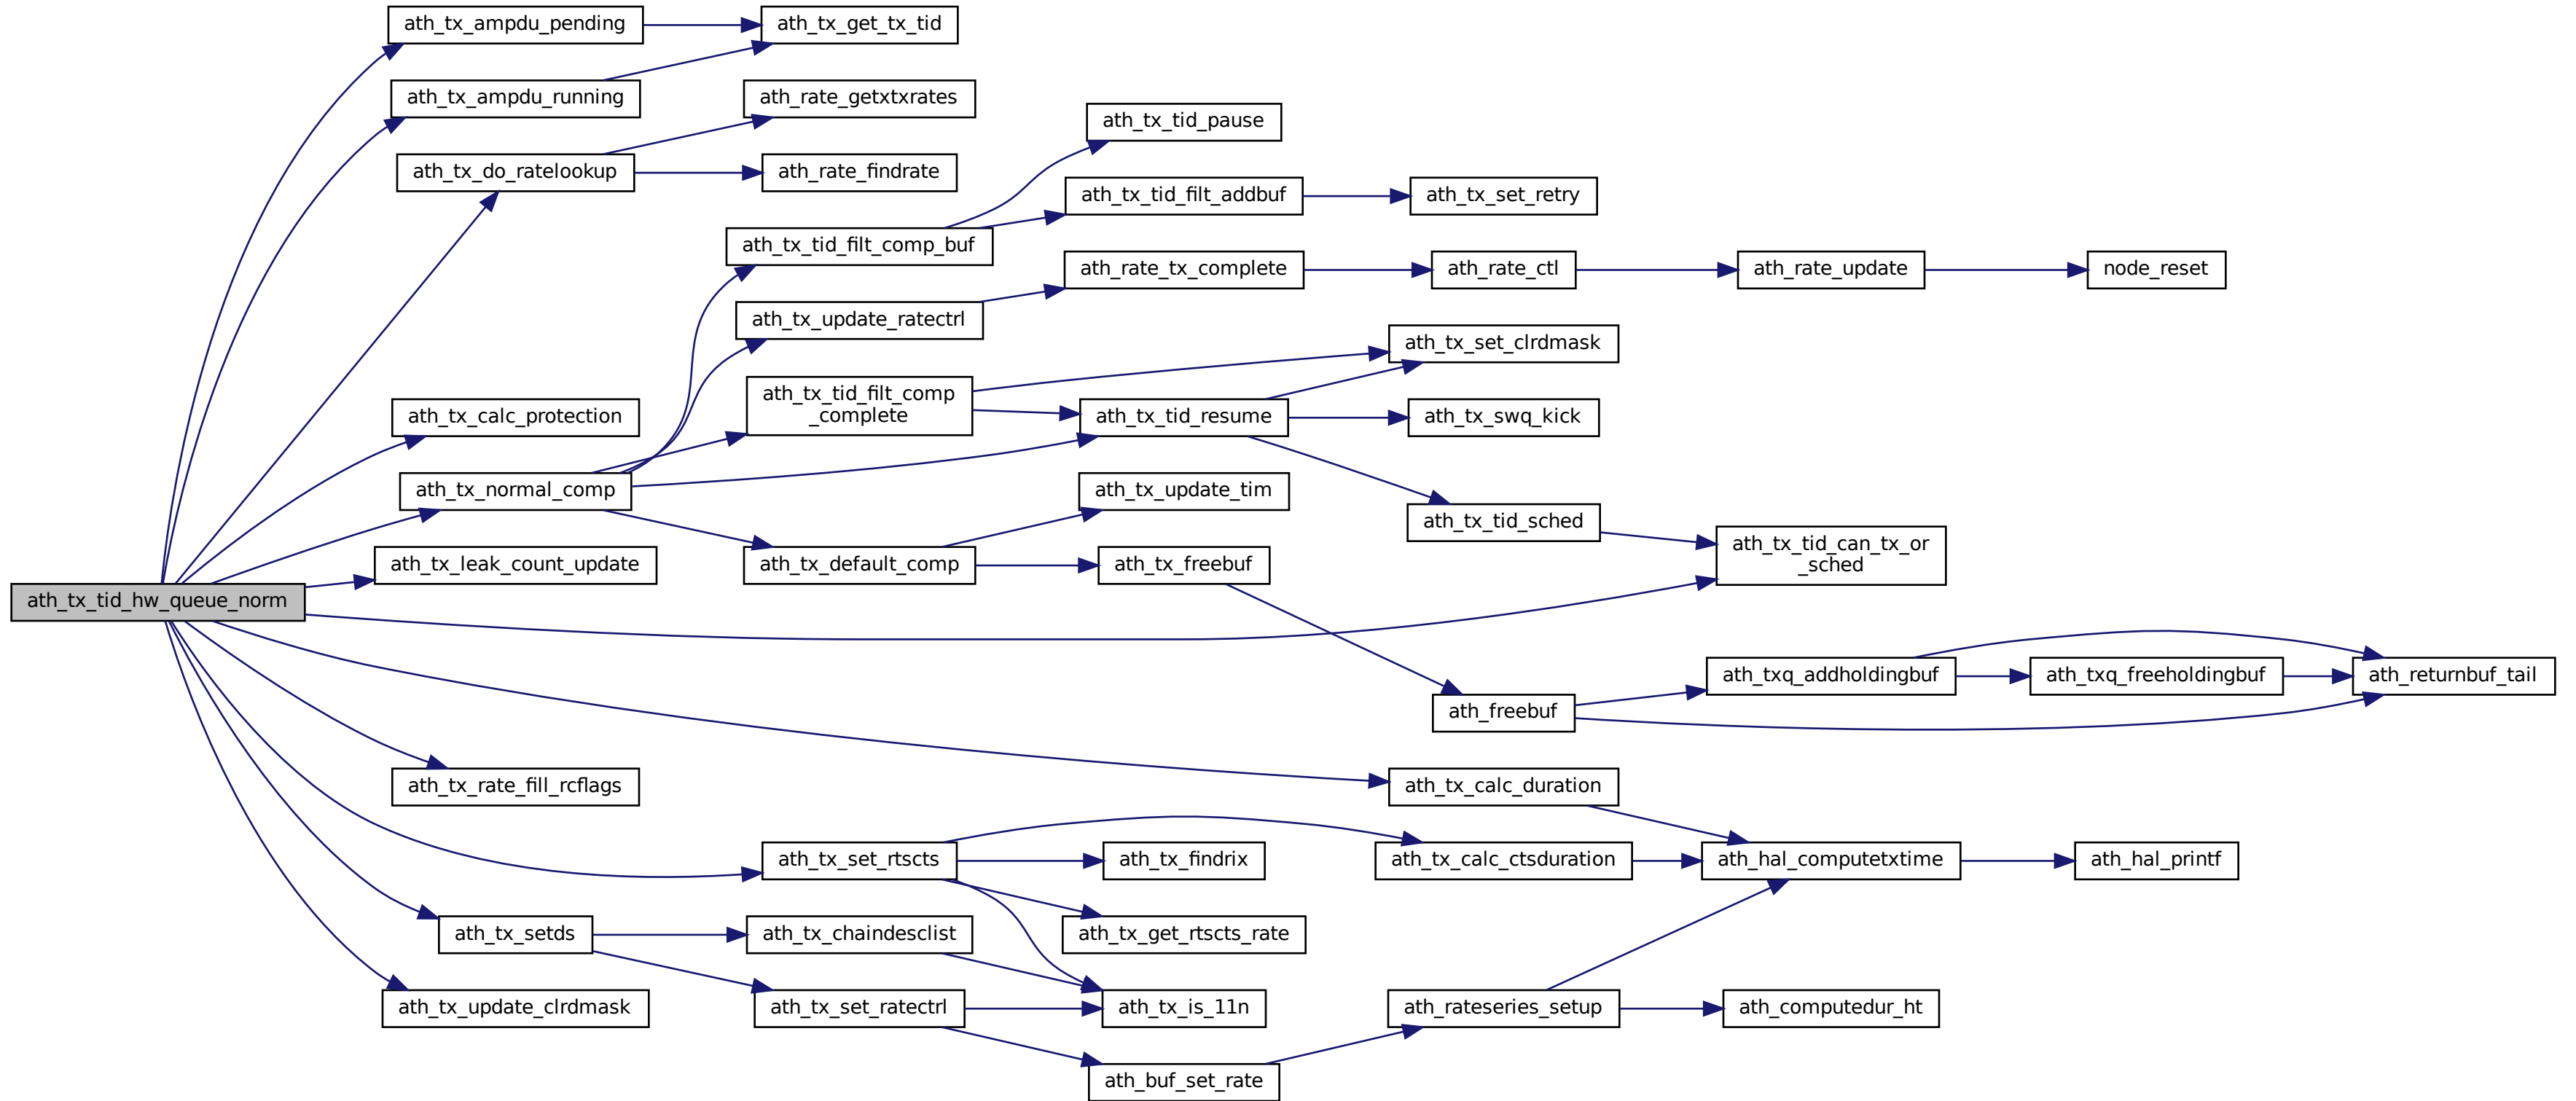 ath_tx_ampdu_pending
ath_tx_get_tx_tid
ath_tx_ampdu_running
ath_rate_getxtxrates
ath_tx_tid_pause
ath_tx_do_ratelookup
ath_rate_findrate
ath_tx_tid_filt_addbuf
ath_tx_set_retry
ath_tx_tid_filt_comp_buf
ath_rate_tx_complete
ath_rate_ctl
ath_rate_update
node_reset
ath_tx_update_ratectrl
ath_tx_set_clrdmask
ath_tx_tid_filt_comp
_complete
ath_tx_calc_protection
ath_tx_tid_resume
ath_tx_swq_kick
ath_tx_normal_comp
ath_tx_update_tim
ath_tx_tid_sched
ath_tx_tid_can_tx_or
_sched
ath_tx_leak_count_update
ath_tx_default_comp
ath_tx_freebuf
ath_tx_tid_hw_queue_norm
ath_txq_addholdingbuf
ath_txq_freeholdingbuf
ath_returnbuf_tail
ath_freebuf
ath_tx_rate_fill_rcflags
ath_tx_calc_duration
ath_tx_set_rtscts
ath_tx_findrix
ath_tx_calc_ctsduration
ath_hal_computetxtime
ath_hal_printf
ath_tx_setds
ath_tx_chaindesclist
ath_tx_get_rtscts_rate
ath_tx_update_clrdmask
ath_tx_set_ratectrl
ath_tx_is_11n
ath_rateseries_setup
ath_computedur_ht
ath_buf_set_rate